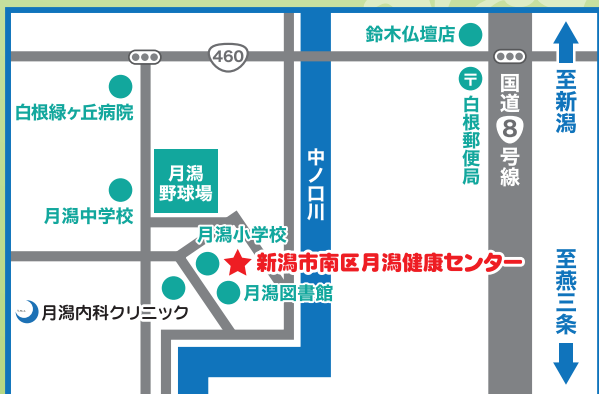 鈴木仏壇店
460
至新潟
白根緑ヶ丘病院
〒白根郵便局
国道8号線
月潟
野球場
中ノ口川
月潟中学校
月潟小学校
新潟市南区月潟健康センター
至燕三条
月潟図書館
月潟内科クリニック